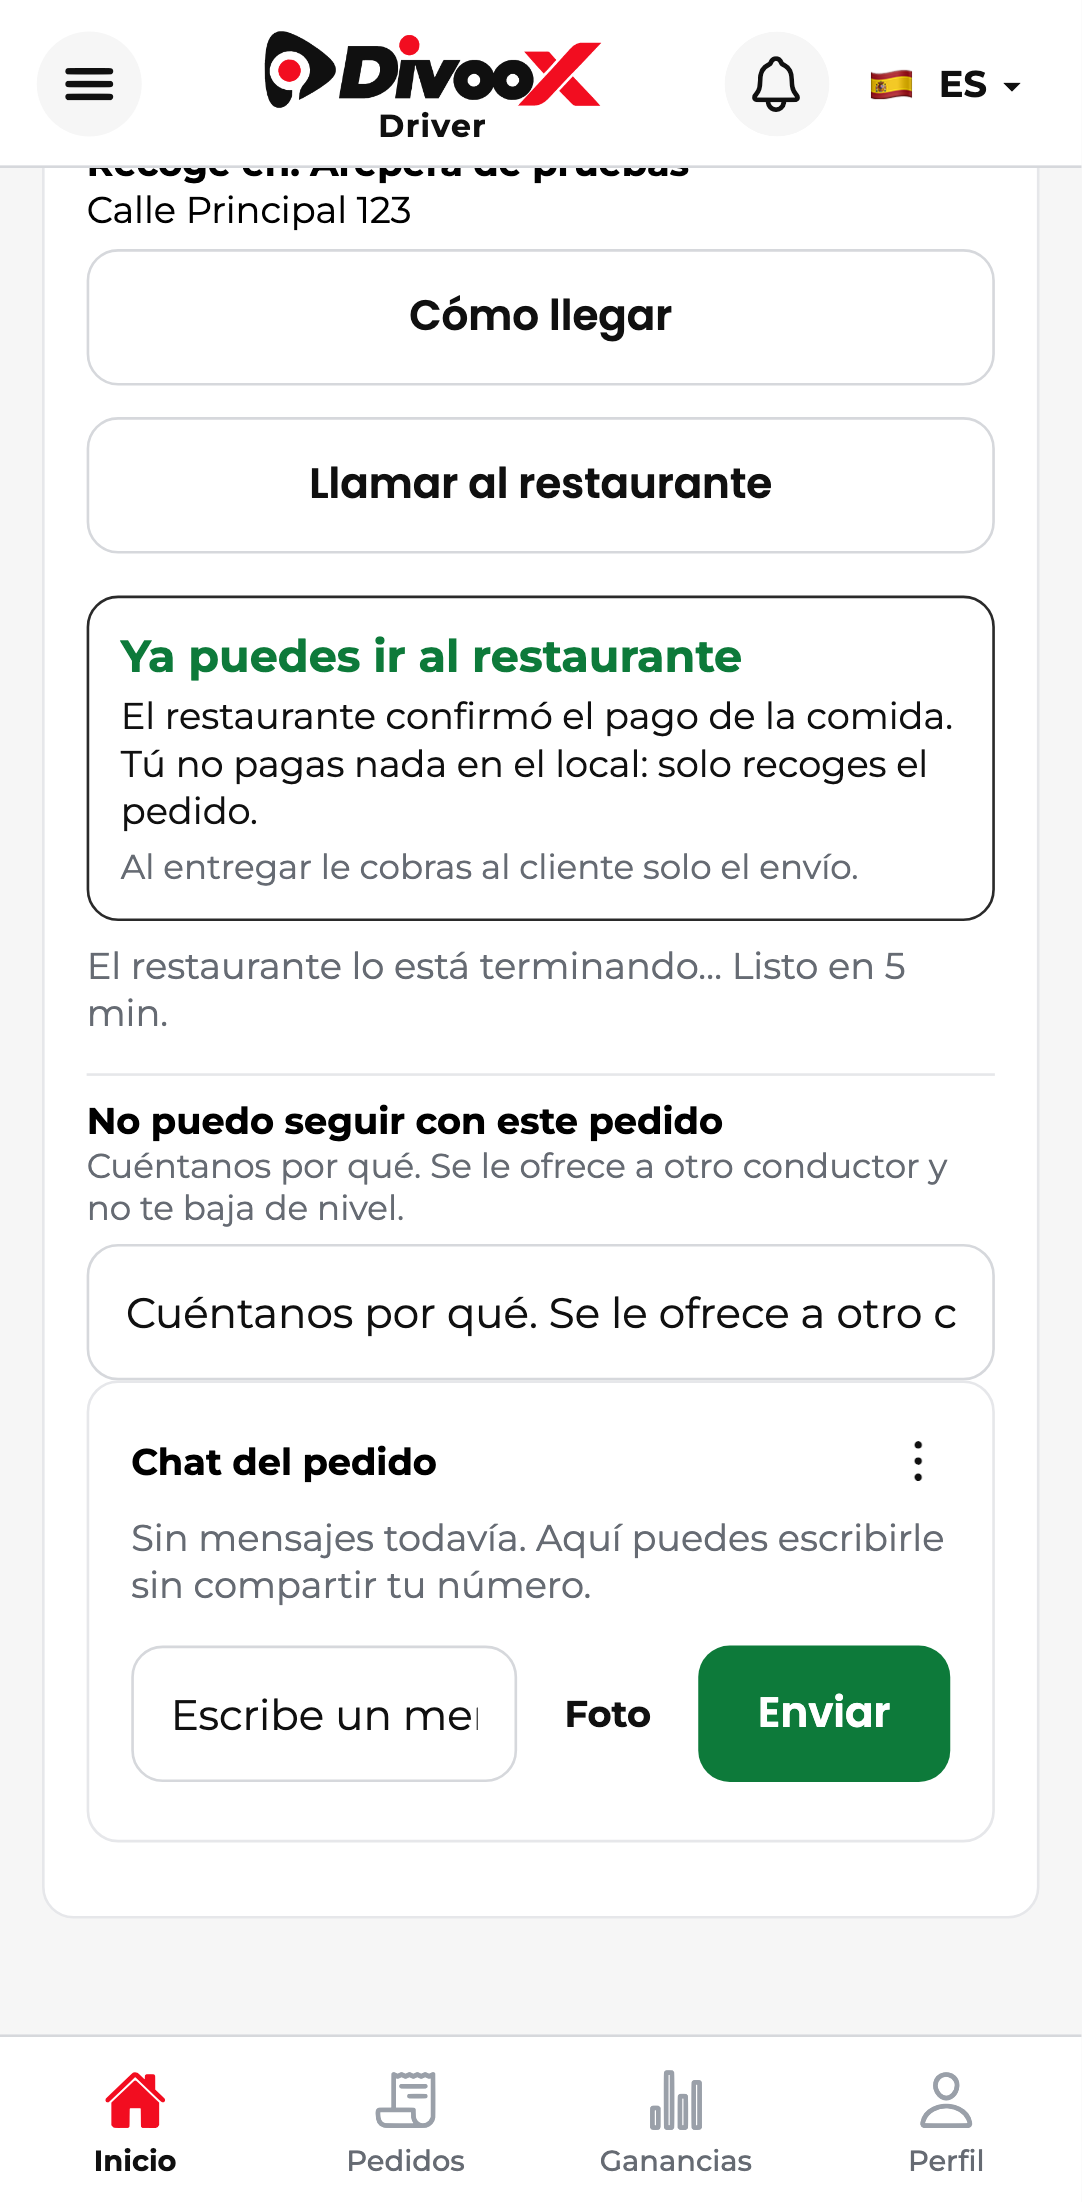 DivooX
Driver
ES
Recoge en: Arepera de pruebas
Calle Principal 123
Cómo llegar
Llamar al restaurante
Ya puedes ir al restaurante
El restaurante confirmó el pago de la comida.
Tú no pagas nada en el local: solo recoges el
pedido.
Al entregar le cobras al cliente solo el envío.
El restaurante lo está terminando... Listo en 5
min.
No puedo seguir con este pedido
Cuéntanos por qué. Se le ofrece a otro conductor y
no te baja de nivel.
Cuéntanos por qué. Se le ofrece a otro c
Chat del pedido
Sin mensajes todavía. Aquí puedes escribirle
sin compartir tu número.
Escribe un me
Foto
Enviar
Inicio
Pedidos
Ganancias
Perfil